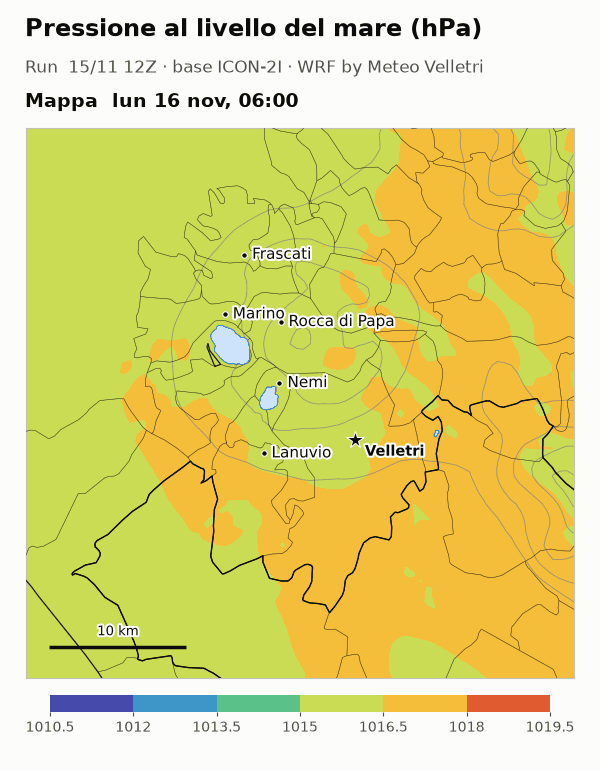 Pressione al livello del mare (hPa)
Run  15/11 12Z · base ICON-2I · WRF by Meteo Velletri
Mappa  lun 16 nov, 06:00
Frascati
Marino
Rocca di Papa
Nemi
Velletri
Lanuvio
10 km
1010.5 1012 1013.5 1015 1016.5 1018 1019.5